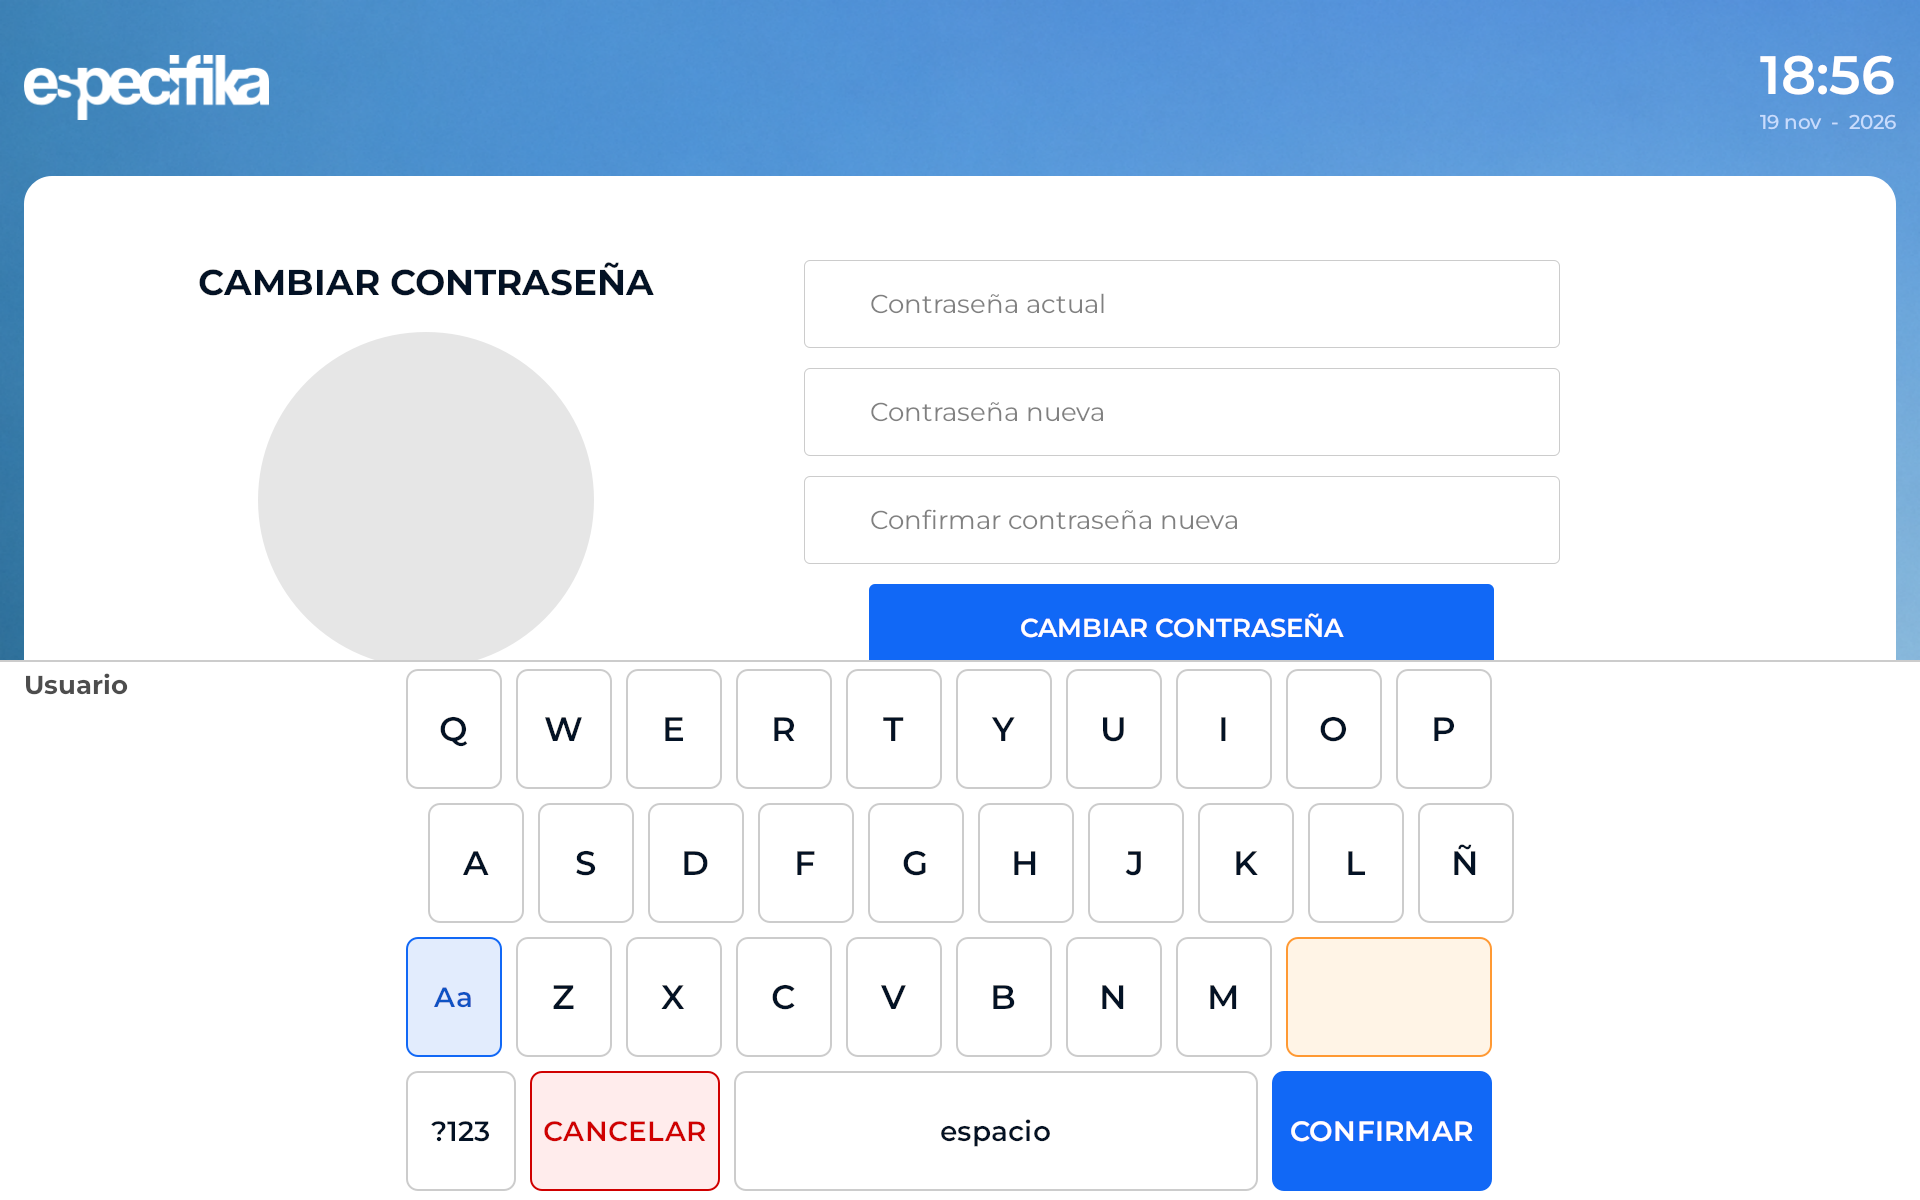 especifika
18:56
19 nov - 2026
CAMBIAR CONTRASEÑA
Contraseña actual
Contraseña nueva
Confirmar contraseña nueva
CAMBIAR CONTRASEÑA
Usuario
Q W E R T Y U I O P
A S D F G H J K L Ñ
Aa Z X C V B N M
?123 CANCELAR espacio CONFIRMAR